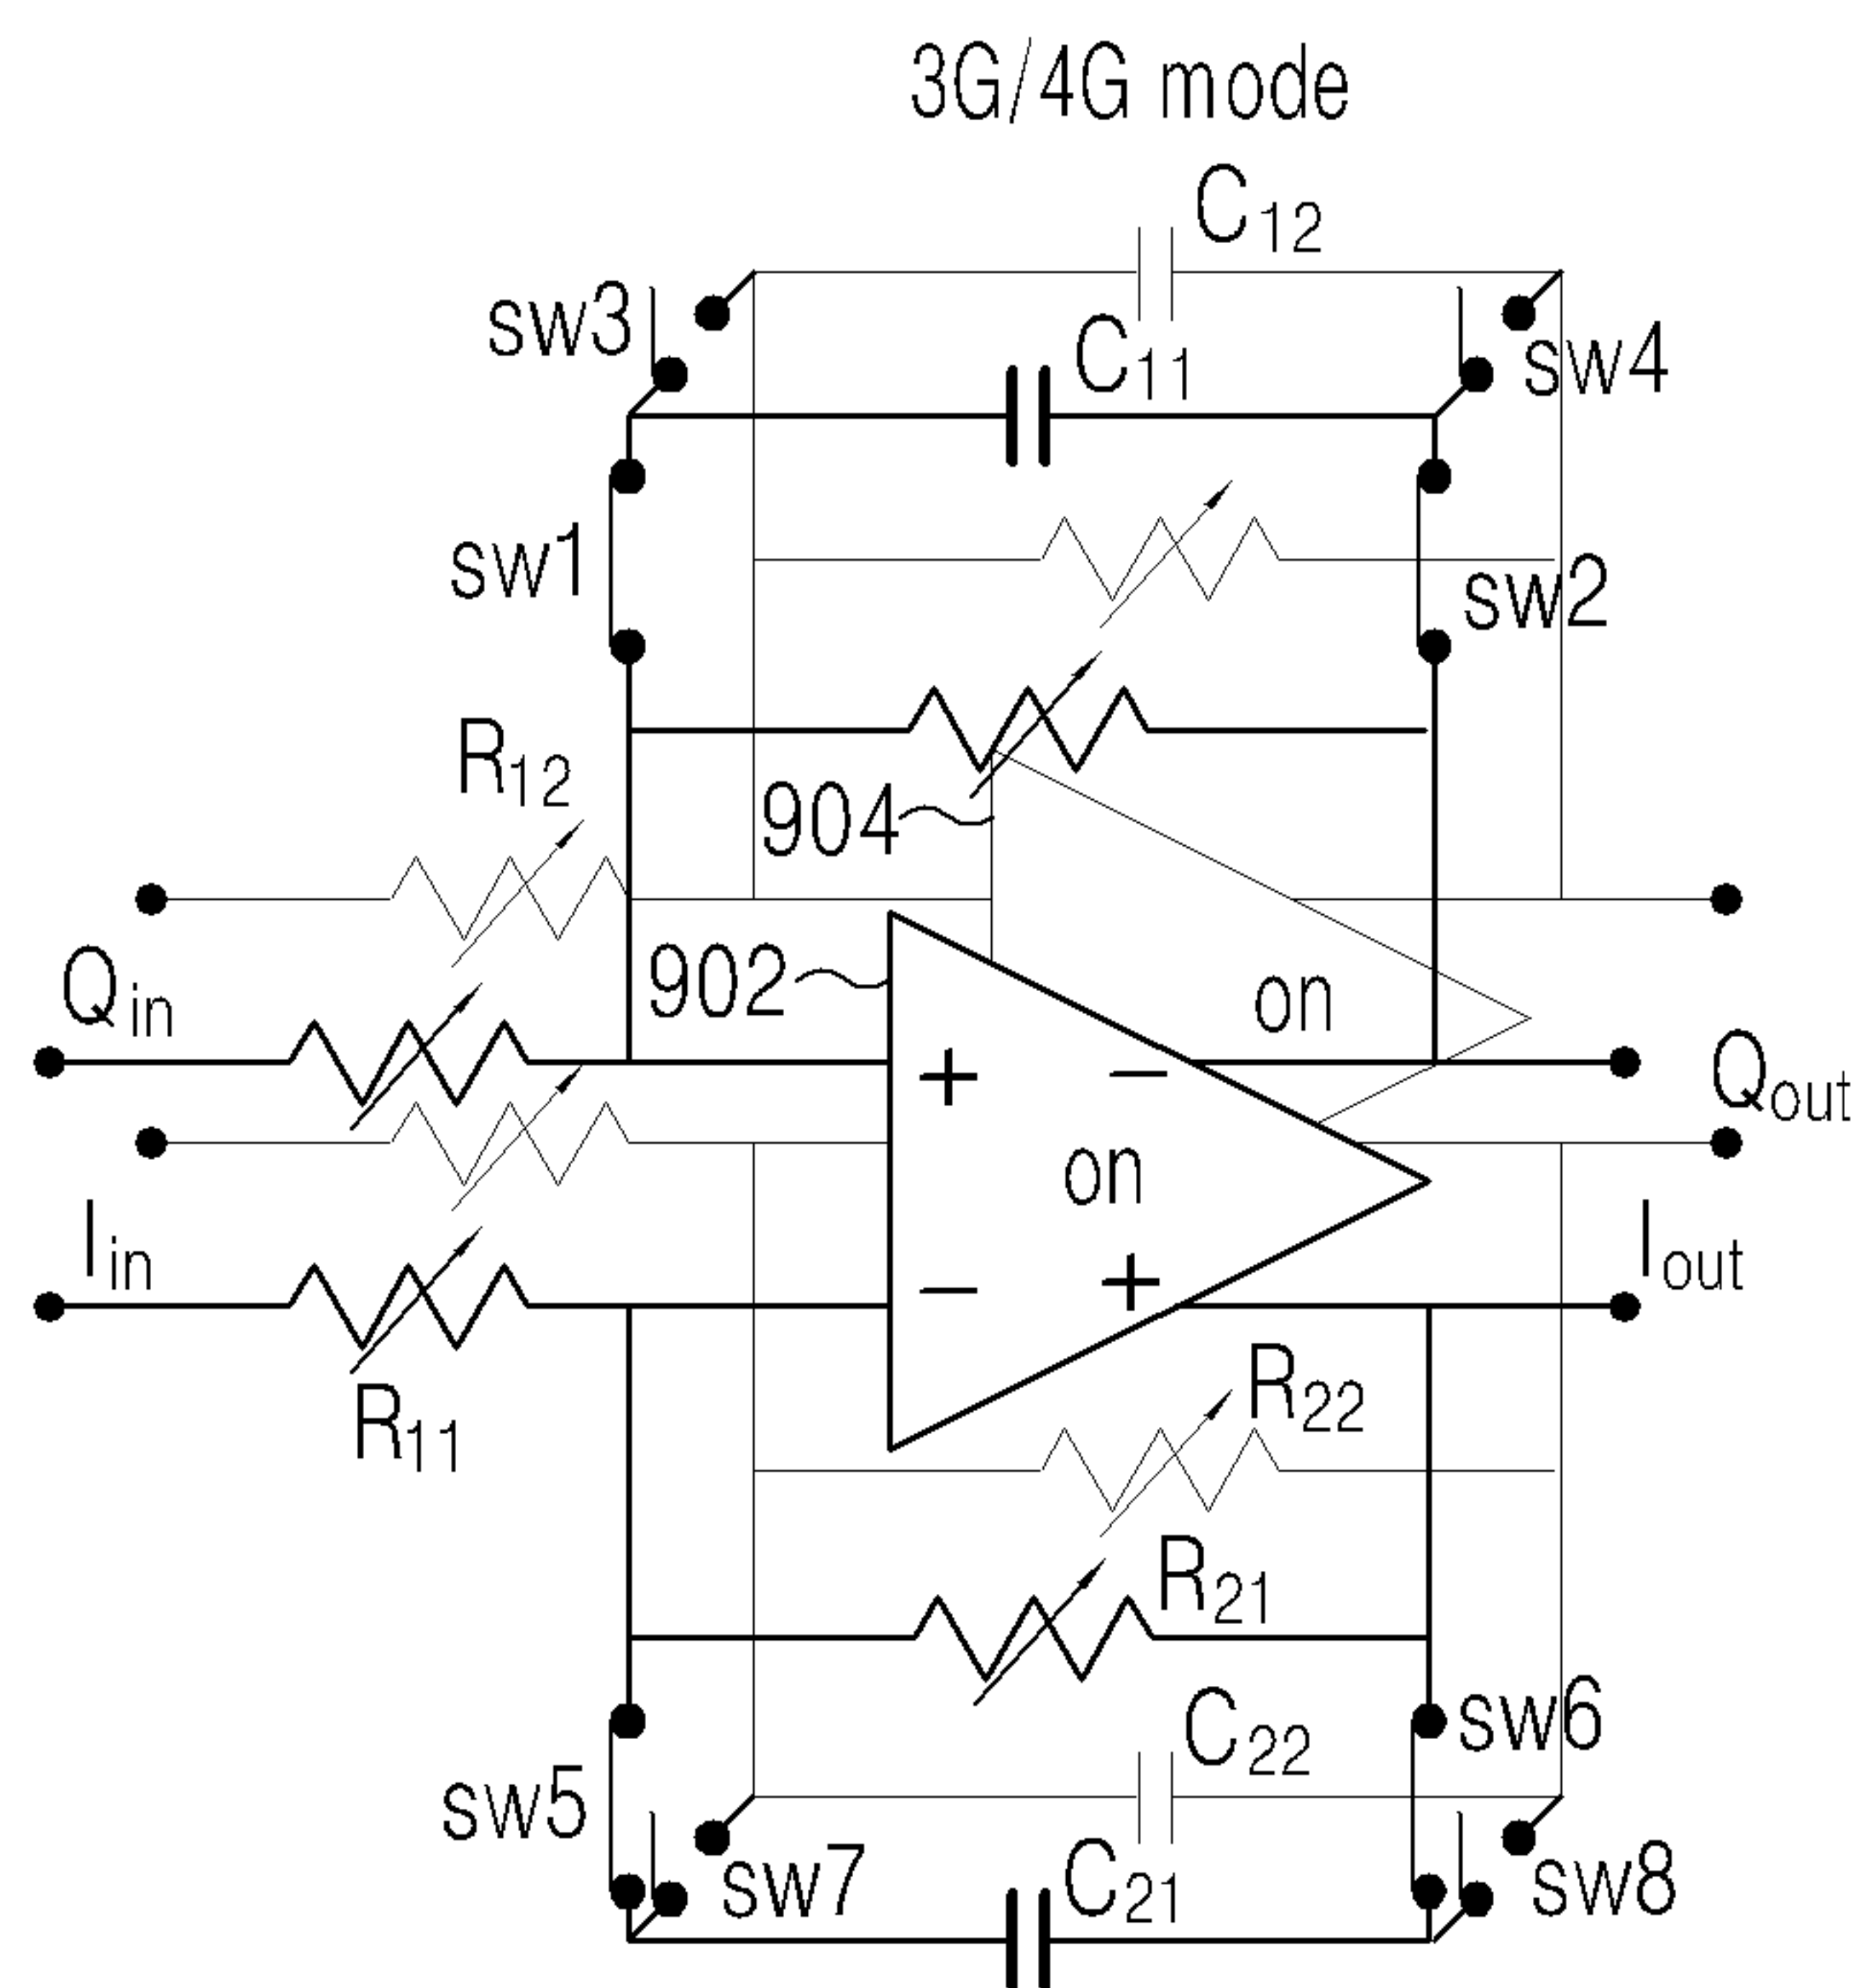 3G/4G mode
C12
sw3
C11
sw4
sw1
sw2
R12
904
902
on
Qin
+
−
Qout
on
Iin
−
+
Iout
R11
R22
R21
C22
sw6
sw5
sw7
C21
sw8